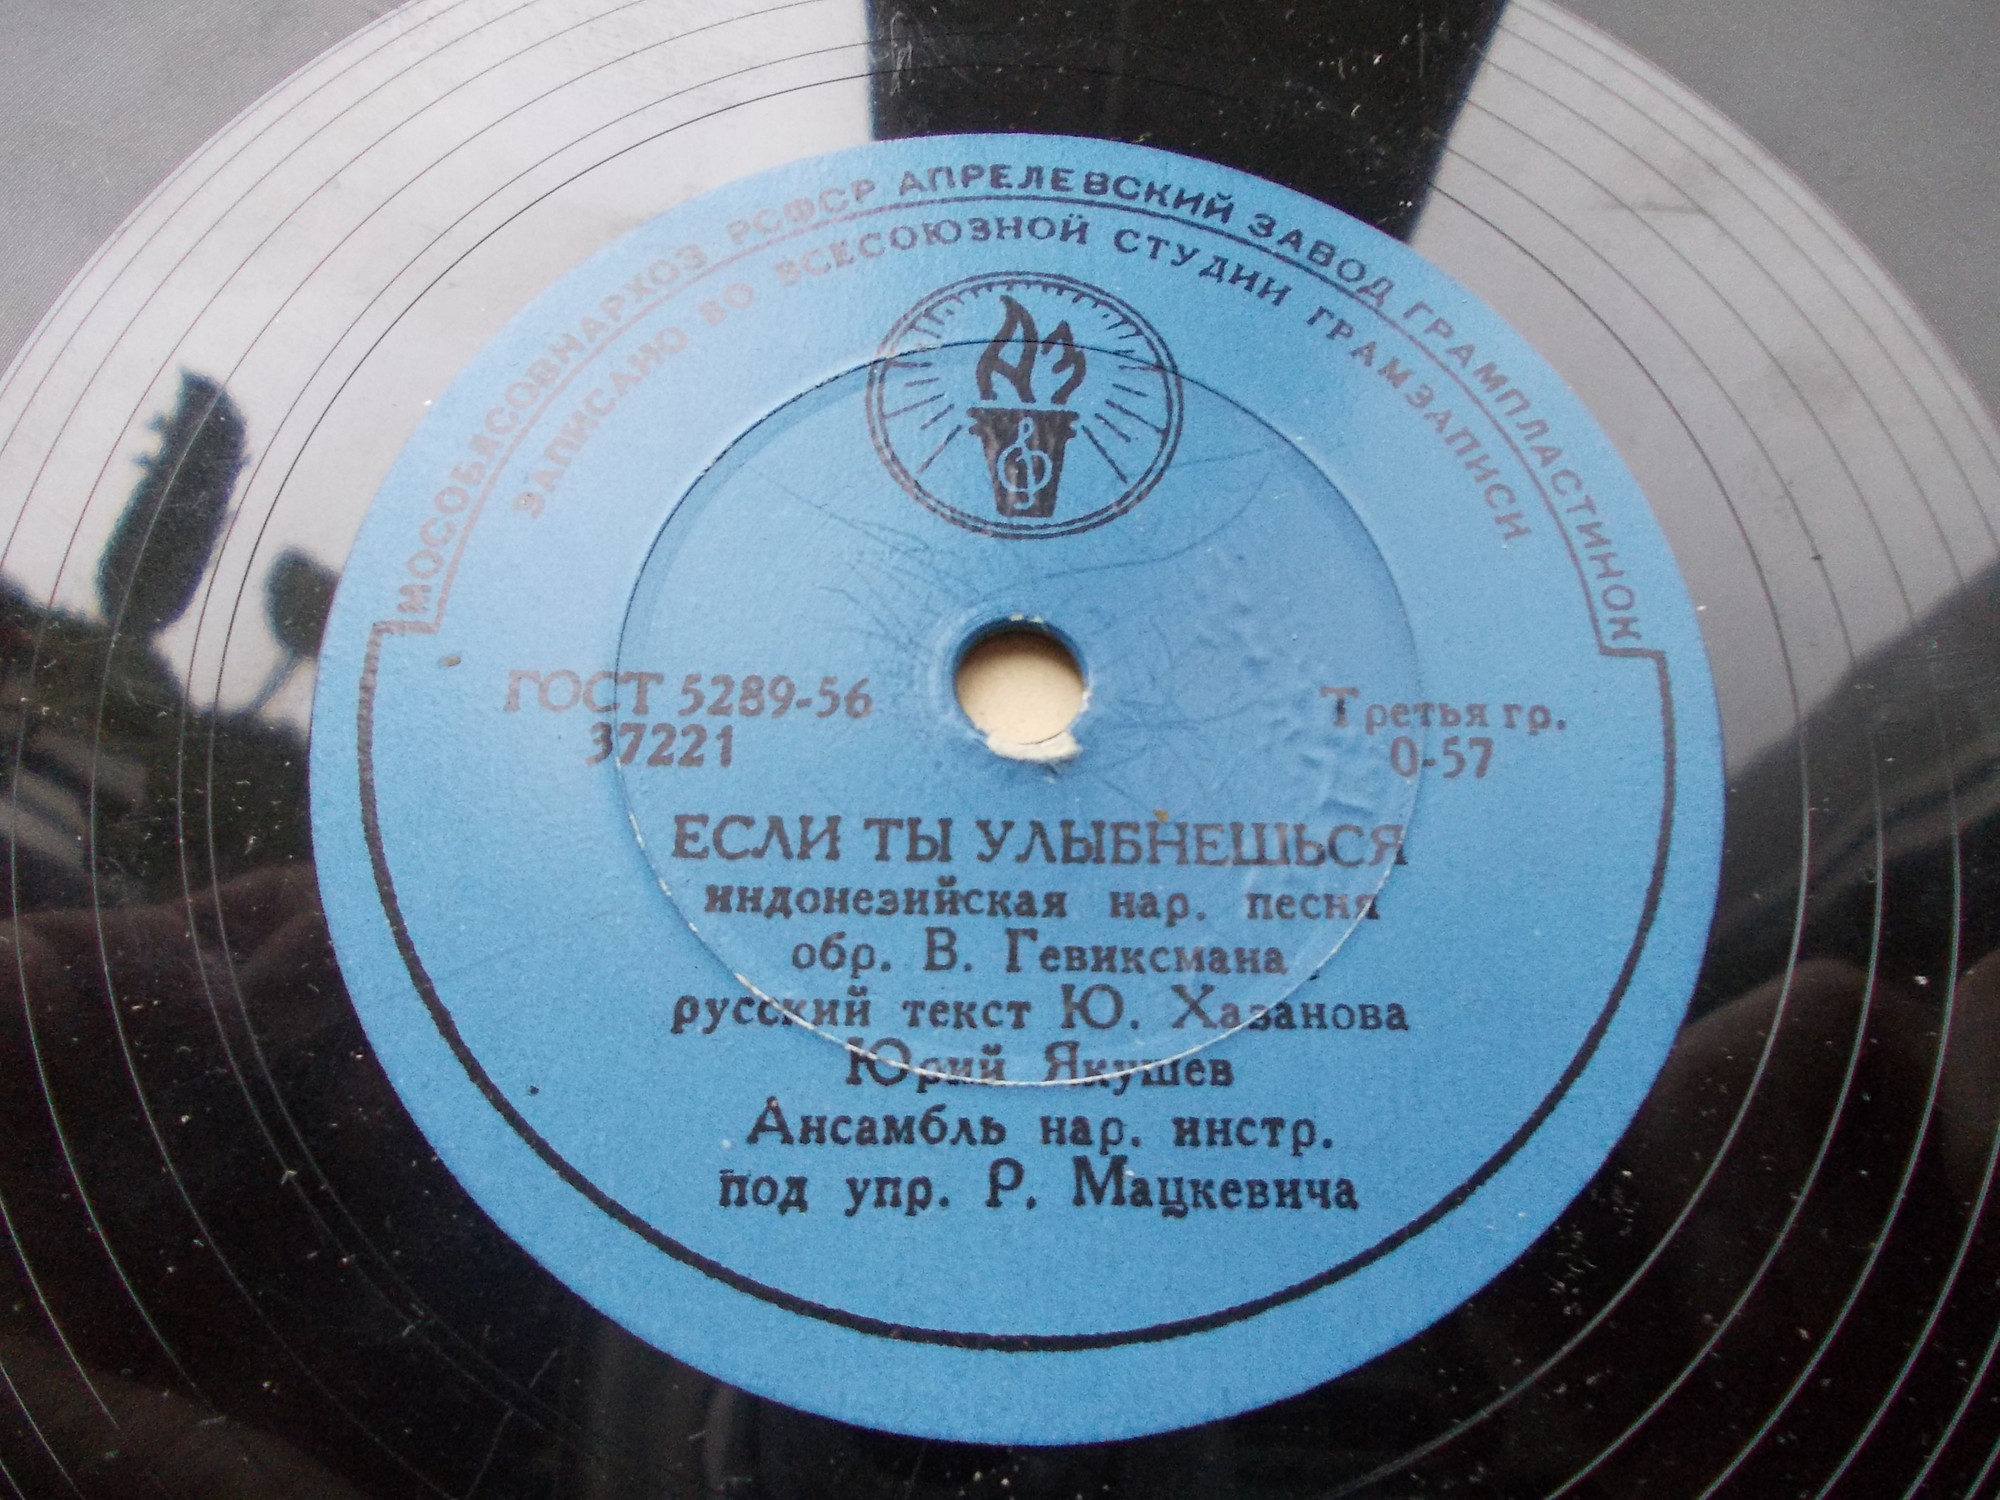 МОСОБЛСОВНАРХОЗ РСФСР АПРЕЛЕВСКИЙ ЗАВОД ГРАМПЛАСТИНОК
ЗАПИСАНО ВО ВСЕСОЮЗНОЙ СТУДИИ ГРАМЗАПИСИ
АЗ
ГОСТ 5289-56
37221
Третья гр.
0-57
ЕСЛИ ТЫ УЛЫБНЕШЬСЯ
индонезийская нар. песня
обр. В. Гевиксмана
русский текст Ю. Хазанова
Юрий Якушев
Ансамбль нар. инстр.
под упр. Р. Мацкевича